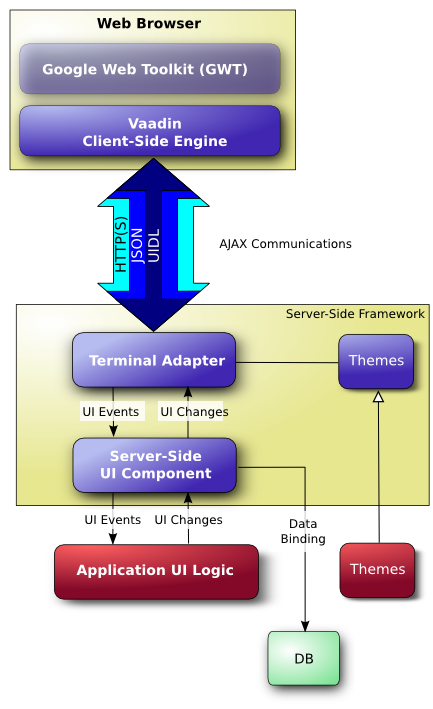 Web Browser
Google Web Toolkit (GWT)
Vaadin
Client-Side Engine
HTTP(S)
JSON
UIDL
AJAX Communications
Server-Side Framework
Terminal Adapter
Themes
UI Events
UI Changes
Server-Side
UI Component
UI Events
UI Changes
Data
Binding
Application UI Logic
Themes
DB